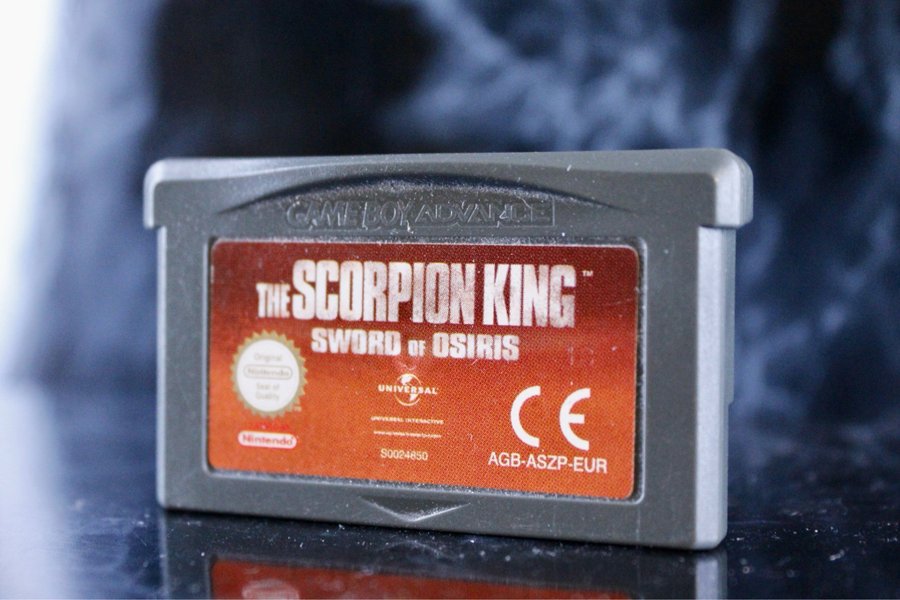 GAME BOY ADVANCE
THE SCORPION KING™
SWORD OF OSIRIS
Original
Nintendo
Seal of
Quality
UNIVERSAL
UNIVERSAL INTERACTIVE
Nintendo
S0024850
CE
AGB-ASZP-EUR